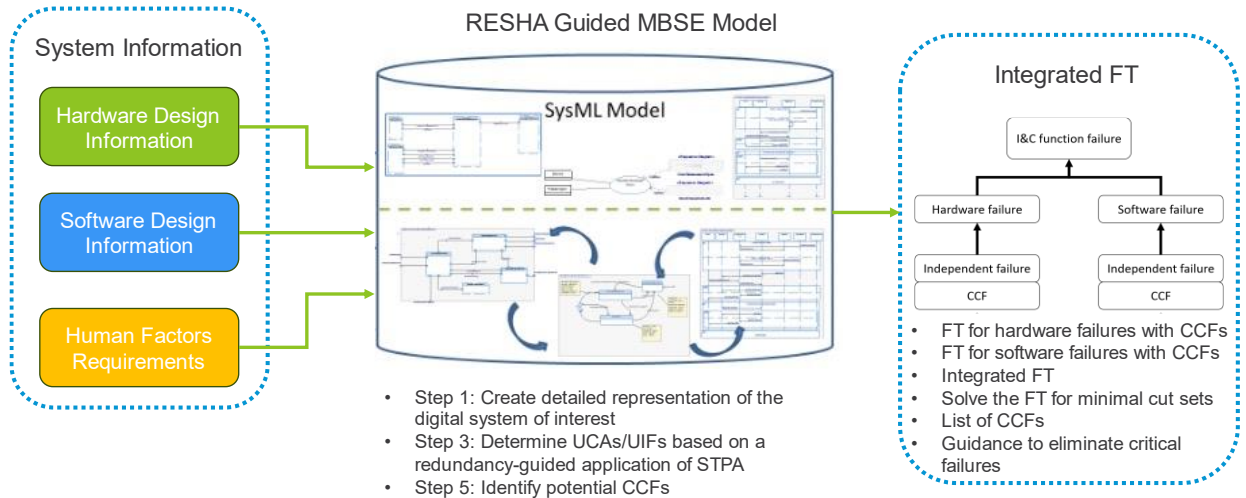 RESHA Guided MBSE Model
System Information
Hardware Design
Information
Software Design
Information
Human Factors
Requirements
SysML Model
• Step 1: Create detailed representation of the
digital system of interest
• Step 3: Determine UCAs/UIFs based on a
redundancy-guided application of STPA
• Step 5: Identify potential CCFs
Integrated FT
I&C function failure
Hardware failure
Software failure
Independent failure
CCF
Independent failure
CCF
• FT for hardware failures with CCFs
• FT for software failures with CCFs
• Integrated FT
• Solve the FT for minimal cut sets
• List of CCFs
• Guidance to eliminate critical
failures